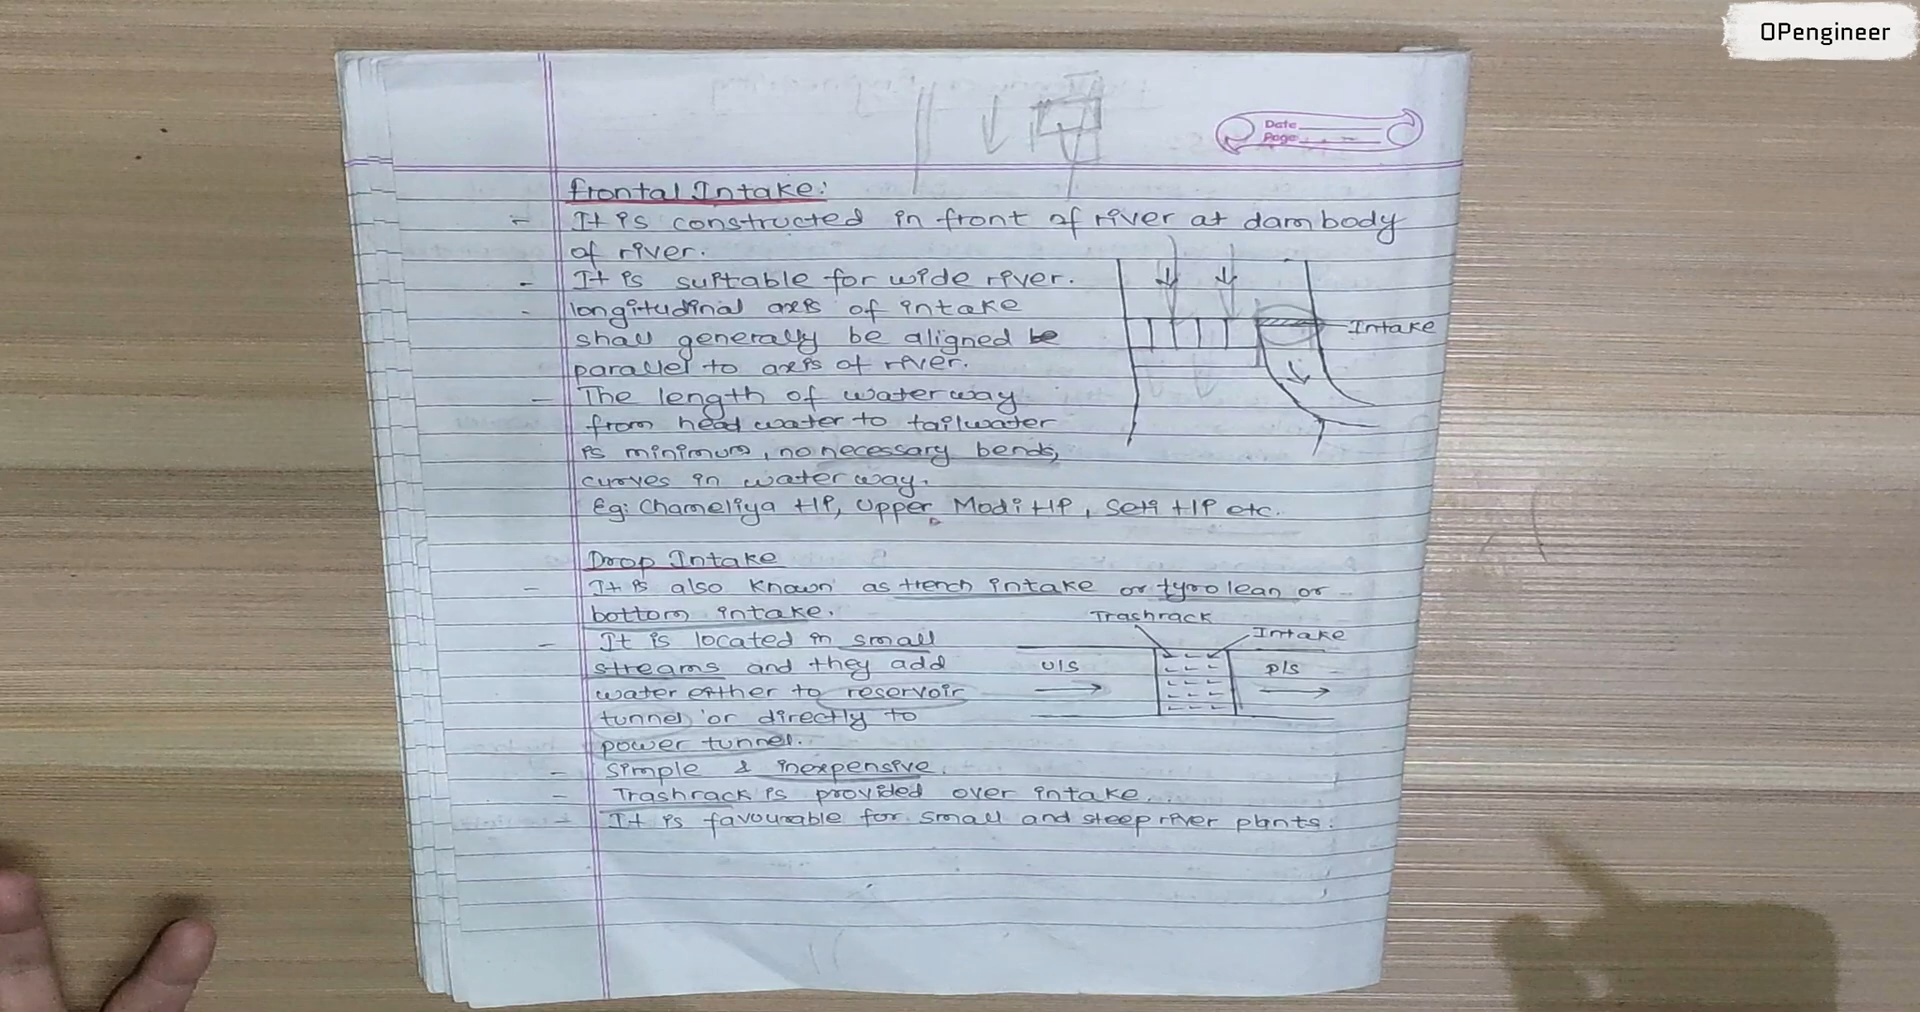 OPengineer
Date
Page
Frontal Intake:
- It is constructed in front of river at dam body
of river.
- It is suitable for wide river.
- longitudinal axis of intake
shall generally be aligned be
parallel to axis of river.
Intake
- The length of water way
from head water to tailwater
is minimum, no necessary bends,
curves in water way.
Eg: Chameliya HP, Upper Modi HP, Seti HP etc.
Drop Intake
- It is also known as trench intake or tyrolean or
bottom intake.
Trashrack
Intake
- It is located in small
streams and they add
water either to reservoir
tunnel or directly to
power tunnel.
U/S
D/S
- Simple & inexpensive.
- Trashrack is provided over intake.
- It is favourable for small and steep river plants.